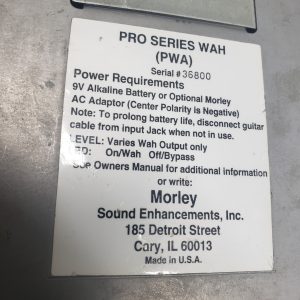 PRO SERIES WAH
(PWA)
Serial # 36800
Power Requirements
9V Alkaline Battery or Optional Morley
AC Adaptor (Center Polarity is Negative)
Note: To prolong battery life, disconnect guitar
cable from input Jack when not in use.
LEVEL: Varies Wah Output only
On/Wah Off/Bypass
Owners Manual for additional information
or write:
Morley
Sound Enhancements, Inc.
185 Detroit Street
Cary, IL 60013
Made in U.S.A.